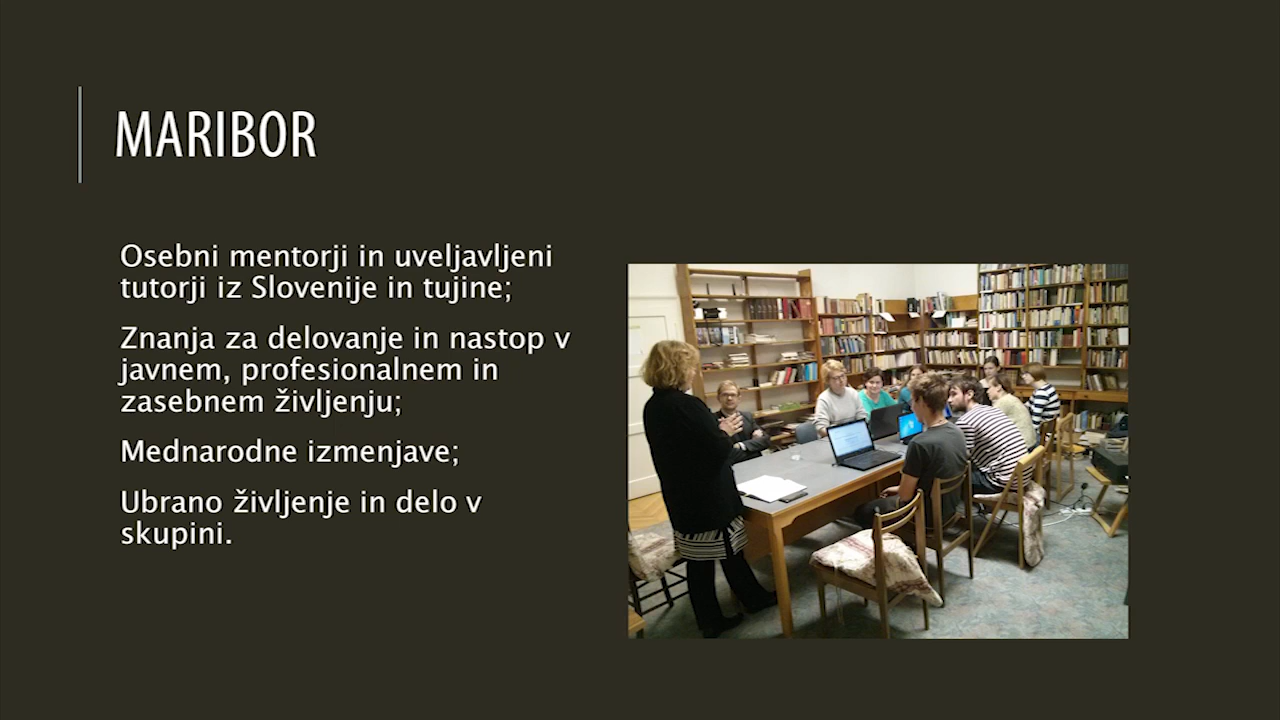 MARIBOR
Osebni mentorji in uveljavljeni
tutorji iz Slovenije in tujine;
Znanja za delovanje in nastop v
javnem, profesionalnem in
zasebnem življenju;
Mednarodne izmenjave;
Ubrano življenje in delo v
skupini.